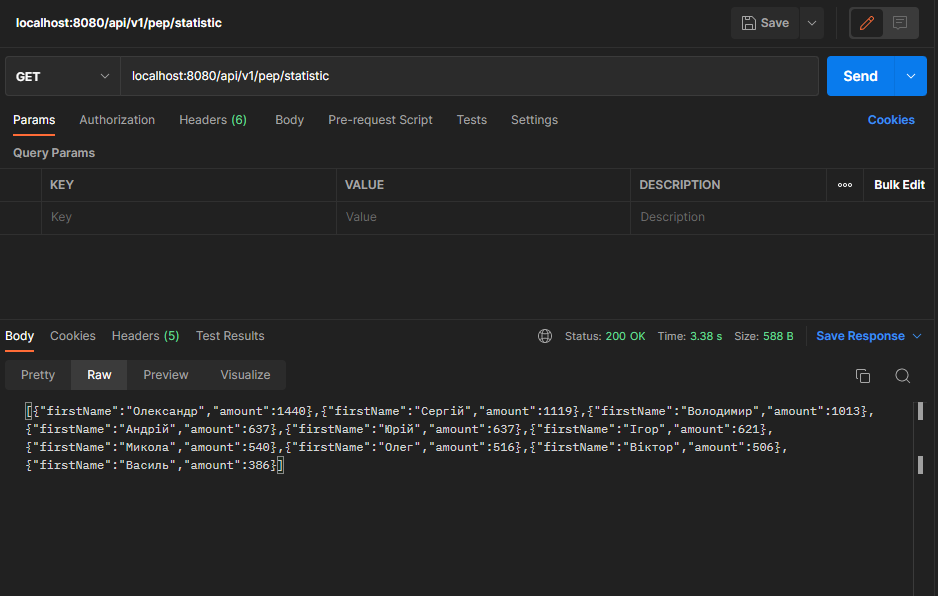 localhost:8080/api/v1/pep/statistic
Save
GET
localhost:8080/api/v1/pep/statistic
Send
Params Authorization Headers (6) Body Pre-request Script Tests Settings Cookies
Query Params
KEY VALUE DESCRIPTION Bulk Edit
Key Value Description
Body Cookies Headers (5) Test Results Status: 200 OK Time: 3.38 s Size: 588 B Save Response
Pretty Raw Preview Visualize
[{"firstName":"Олександр","amount":1440},{"firstName":"Сергій","amount":1119},{"firstName":"Володимир","amount":1013},
{"firstName":"Андрій","amount":637},{"firstName":"Юрій","amount":637},{"firstName":"Ігор","amount":621},
{"firstName":"Микола","amount":540},{"firstName":"Олег","amount":516},{"firstName":"Віктор","amount":506},
{"firstName":"Василь","amount":386}]